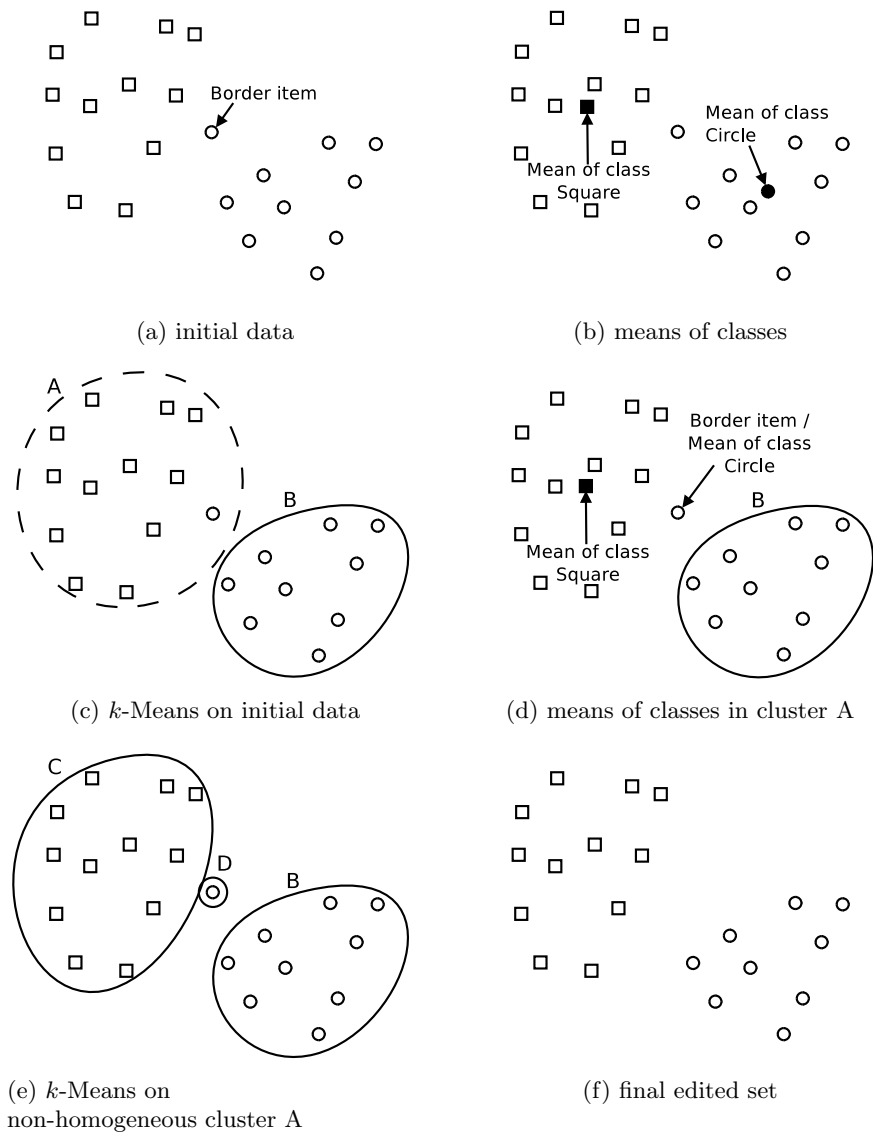 Border item
(a) initial data
Mean of class
Square
Mean of class
Circle
(b) means of classes
A
B
(c) k-Means on initial data
Mean of class
Square
Border item /
Mean of class
Circle
B
(d) means of classes in cluster A
C
D
B
(e) k-Means on
non-homogeneous cluster A
(f) final edited set